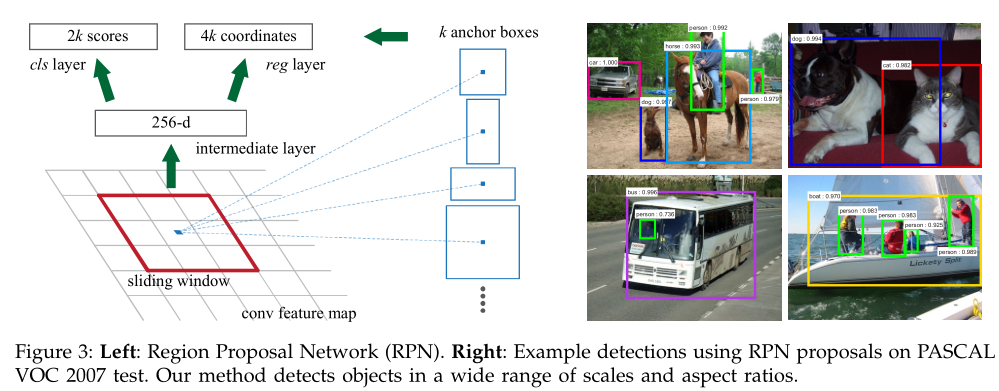 2k scores
4k coordinates
k anchor boxes
cls layer
reg layer
256-d
intermediate layer
sliding window
conv feature map
person : 0.992
horse : 0.993
car : 1.000
dog : 0.997
person : 0.979
dog : 0.994
cat : 0.982
bus : 0.996
person : 0.736
boat : 0.970
person : 0.983
person : 0.983
person : 0.925
person : 0.989
Lickety Split
Figure 3: Left: Region Proposal Network (RPN). Right: Example detections using RPN proposals on PASCAL
VOC 2007 test. Our method detects objects in a wide range of scales and aspect ratios.